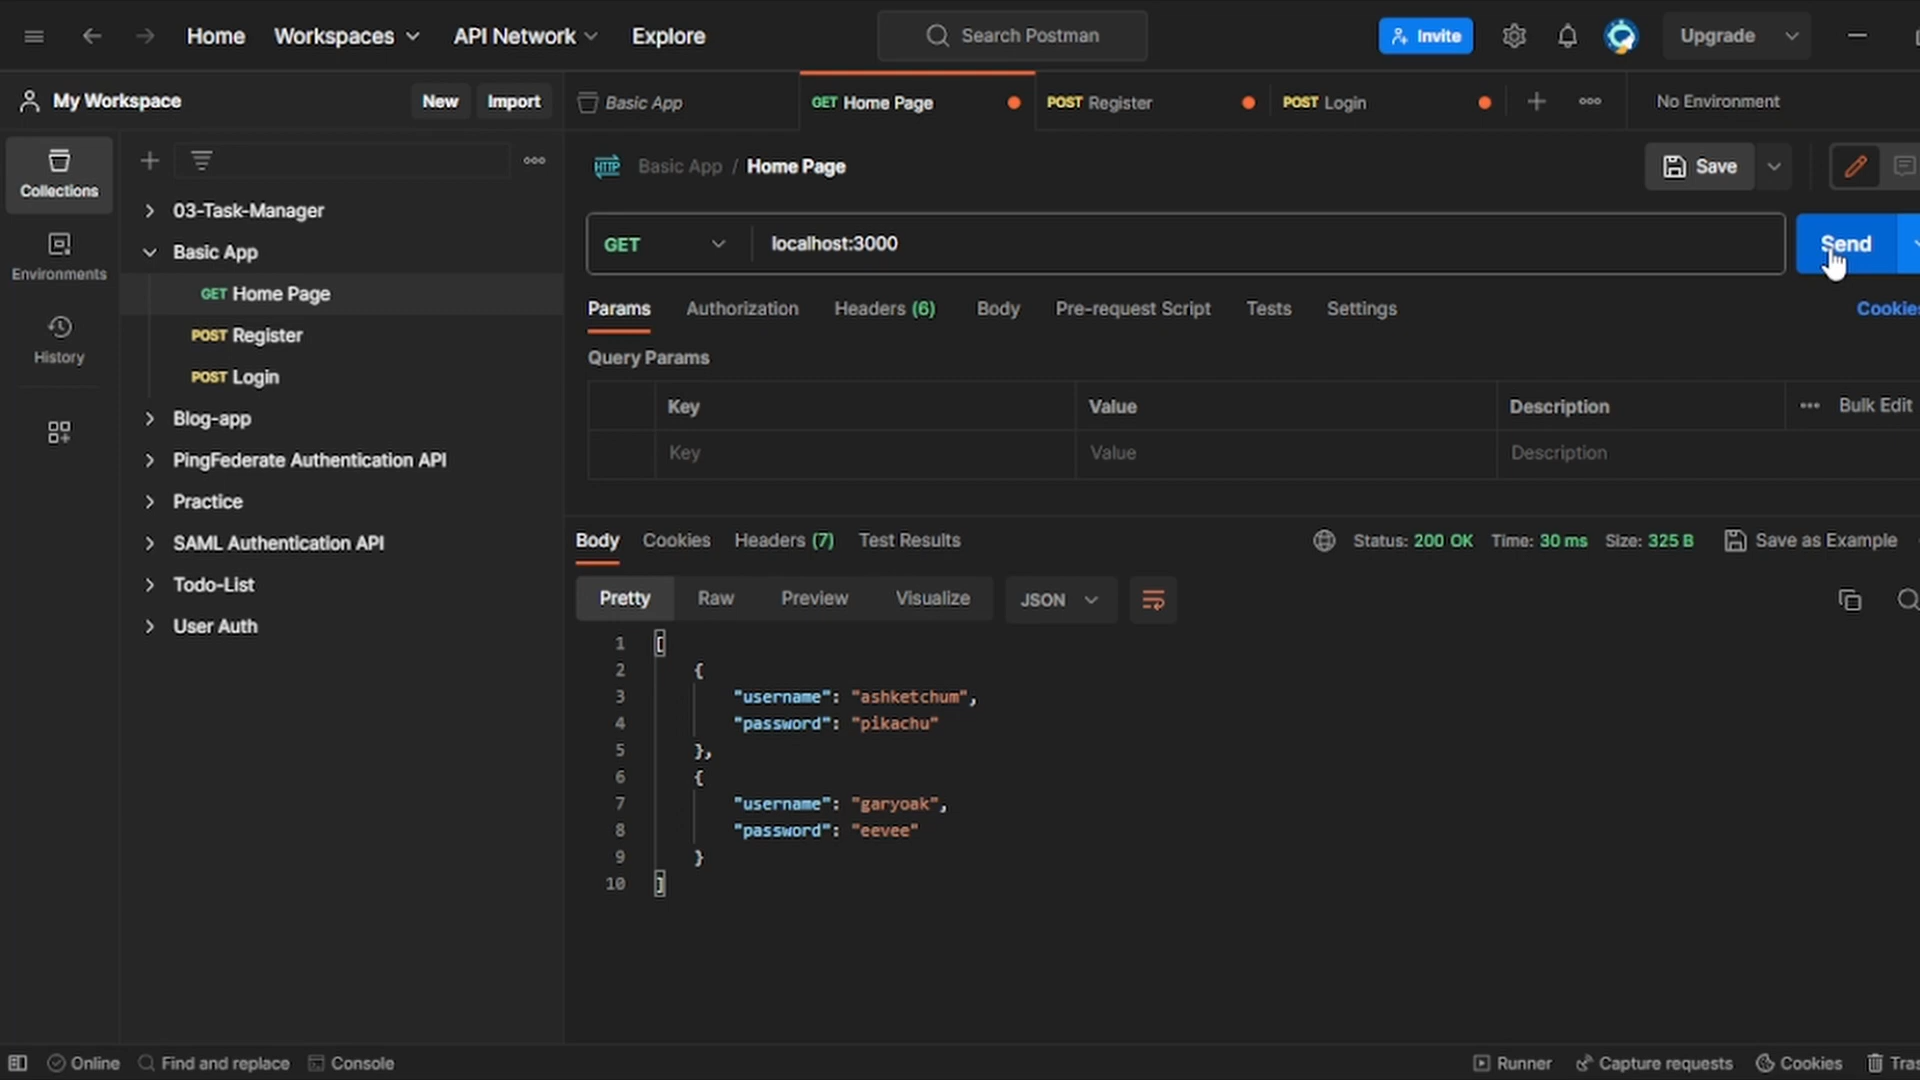 Home Workspaces API Network Explore Search Postman Invite Upgrade
My Workspace New Import Basic App GET Home Page POST Register POST Login No Environment
Collections
Environments
History
03-Task-Manager
Basic App
GET Home Page
POST Register
POST Login
Blog-app
PingFederate Authentication API
Practice
SAML Authentication API
Todo-List
User Auth
HTTP Basic App / Home Page Save
GET localhost:3000 Send
Params Authorization Headers (6) Body Pre-request Script Tests Settings Cookies
Query Params
Key Value Description Bulk Edit
Key Value Description
Body Cookies Headers (7) Test Results Status: 200 OK Time: 30 ms Size: 325 B Save as Example
Pretty Raw Preview Visualize JSON
1 [
2 {
3 "username": "ashketchum",
4 "password": "pikachu"
5 },
6 {
7 "username": "garyoak",
8 "password": "eevee"
9 }
10 ]
Online Find and replace Console Runner Capture requests Cookies Tras